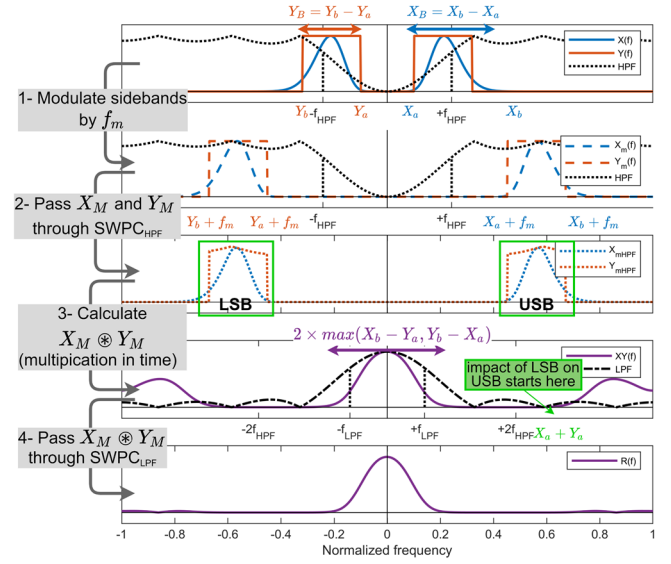 Y_B = Y_b − Y_a
X_B = X_b − X_a
X(f)
Y(f)
HPF
Y_b
-f_HPF
Y_a
X_a
+f_HPF
X_b
1- Modulate sidebands
by f_m
X_m(f)
Y_m(f)
HPF
2- Pass X_M and Y_M
through SWPC_HPF
Y_b + f_m
Y_a + f_m
-f_HPF
+f_HPF
X_a + f_m
X_b + f_m
X_mHPF
Y_mHPF
LSB
USB
3- Calculate
X_M ⊛ Y_M
(multipication in time)
2 × max(X_b − Y_a, Y_b − X_a)
XY(f)
LPF
impact of LSB on
USB starts here
-2f_HPF
-f_LPF
+f_LPF
+2f_HPF
X_a + Y_a
4- Pass X_M ⊛ Y_M
through SWPC_LPF
R(f)
-1 -0.8 -0.6 -0.4 -0.2 0 0.2 0.4 0.6 0.8 1
Normalized frequency